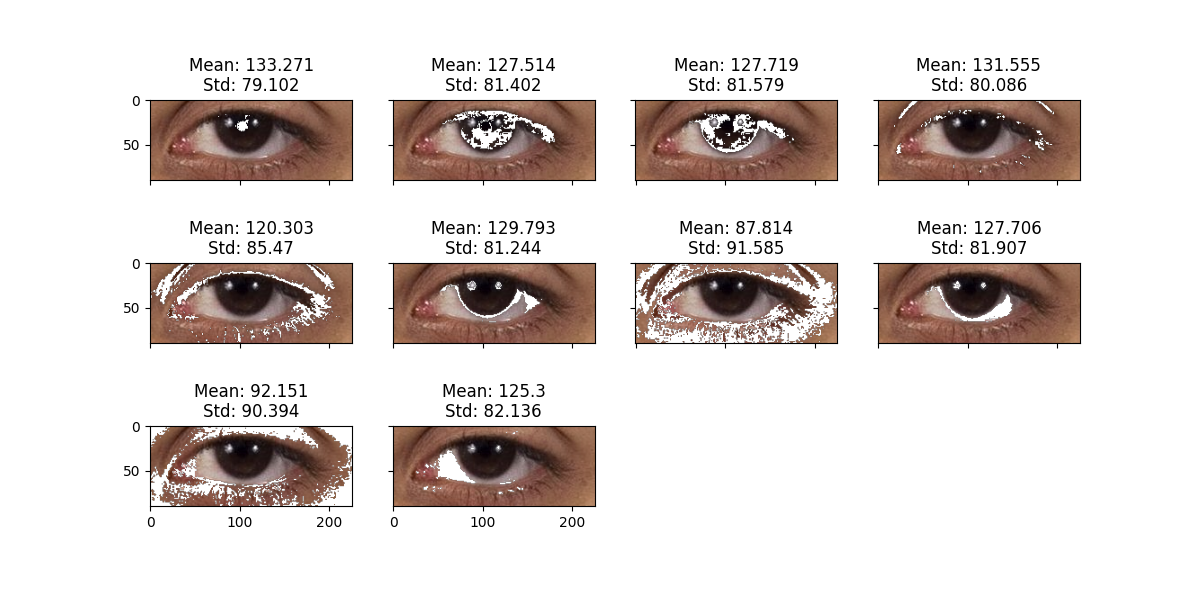 Mean: 133.271
Std: 79.102
Mean: 127.514
Std: 81.402
Mean: 127.719
Std: 81.579
Mean: 131.555
Std: 80.086
0
50
Mean: 120.303
Std: 85.47
Mean: 129.793
Std: 81.244
Mean: 87.814
Std: 91.585
Mean: 127.706
Std: 81.907
0
50
Mean: 92.151
Std: 90.394
Mean: 125.3
Std: 82.136
0
50
0 100 200
0 100 200